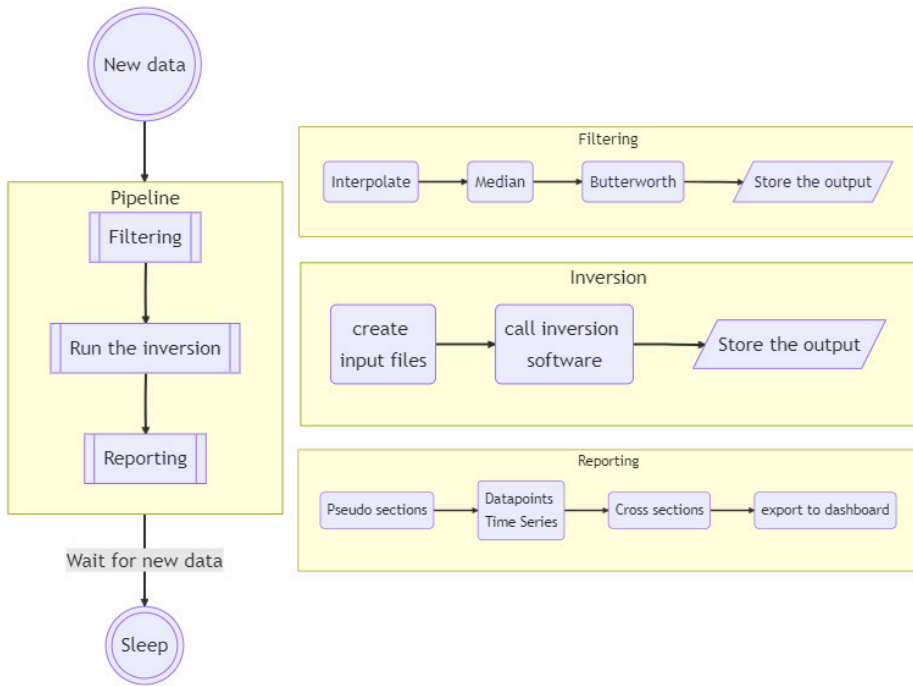 New data
Pipeline
Filtering
Run the inversion
Reporting
Wait for new data
Sleep
Filtering
Interpolate
Median
Butterworth
Store the output
Inversion
create
input files
call inversion
software
Store the output
Reporting
Pseudo sections
Datapoints
Time Series
Cross sections
export to dashboard